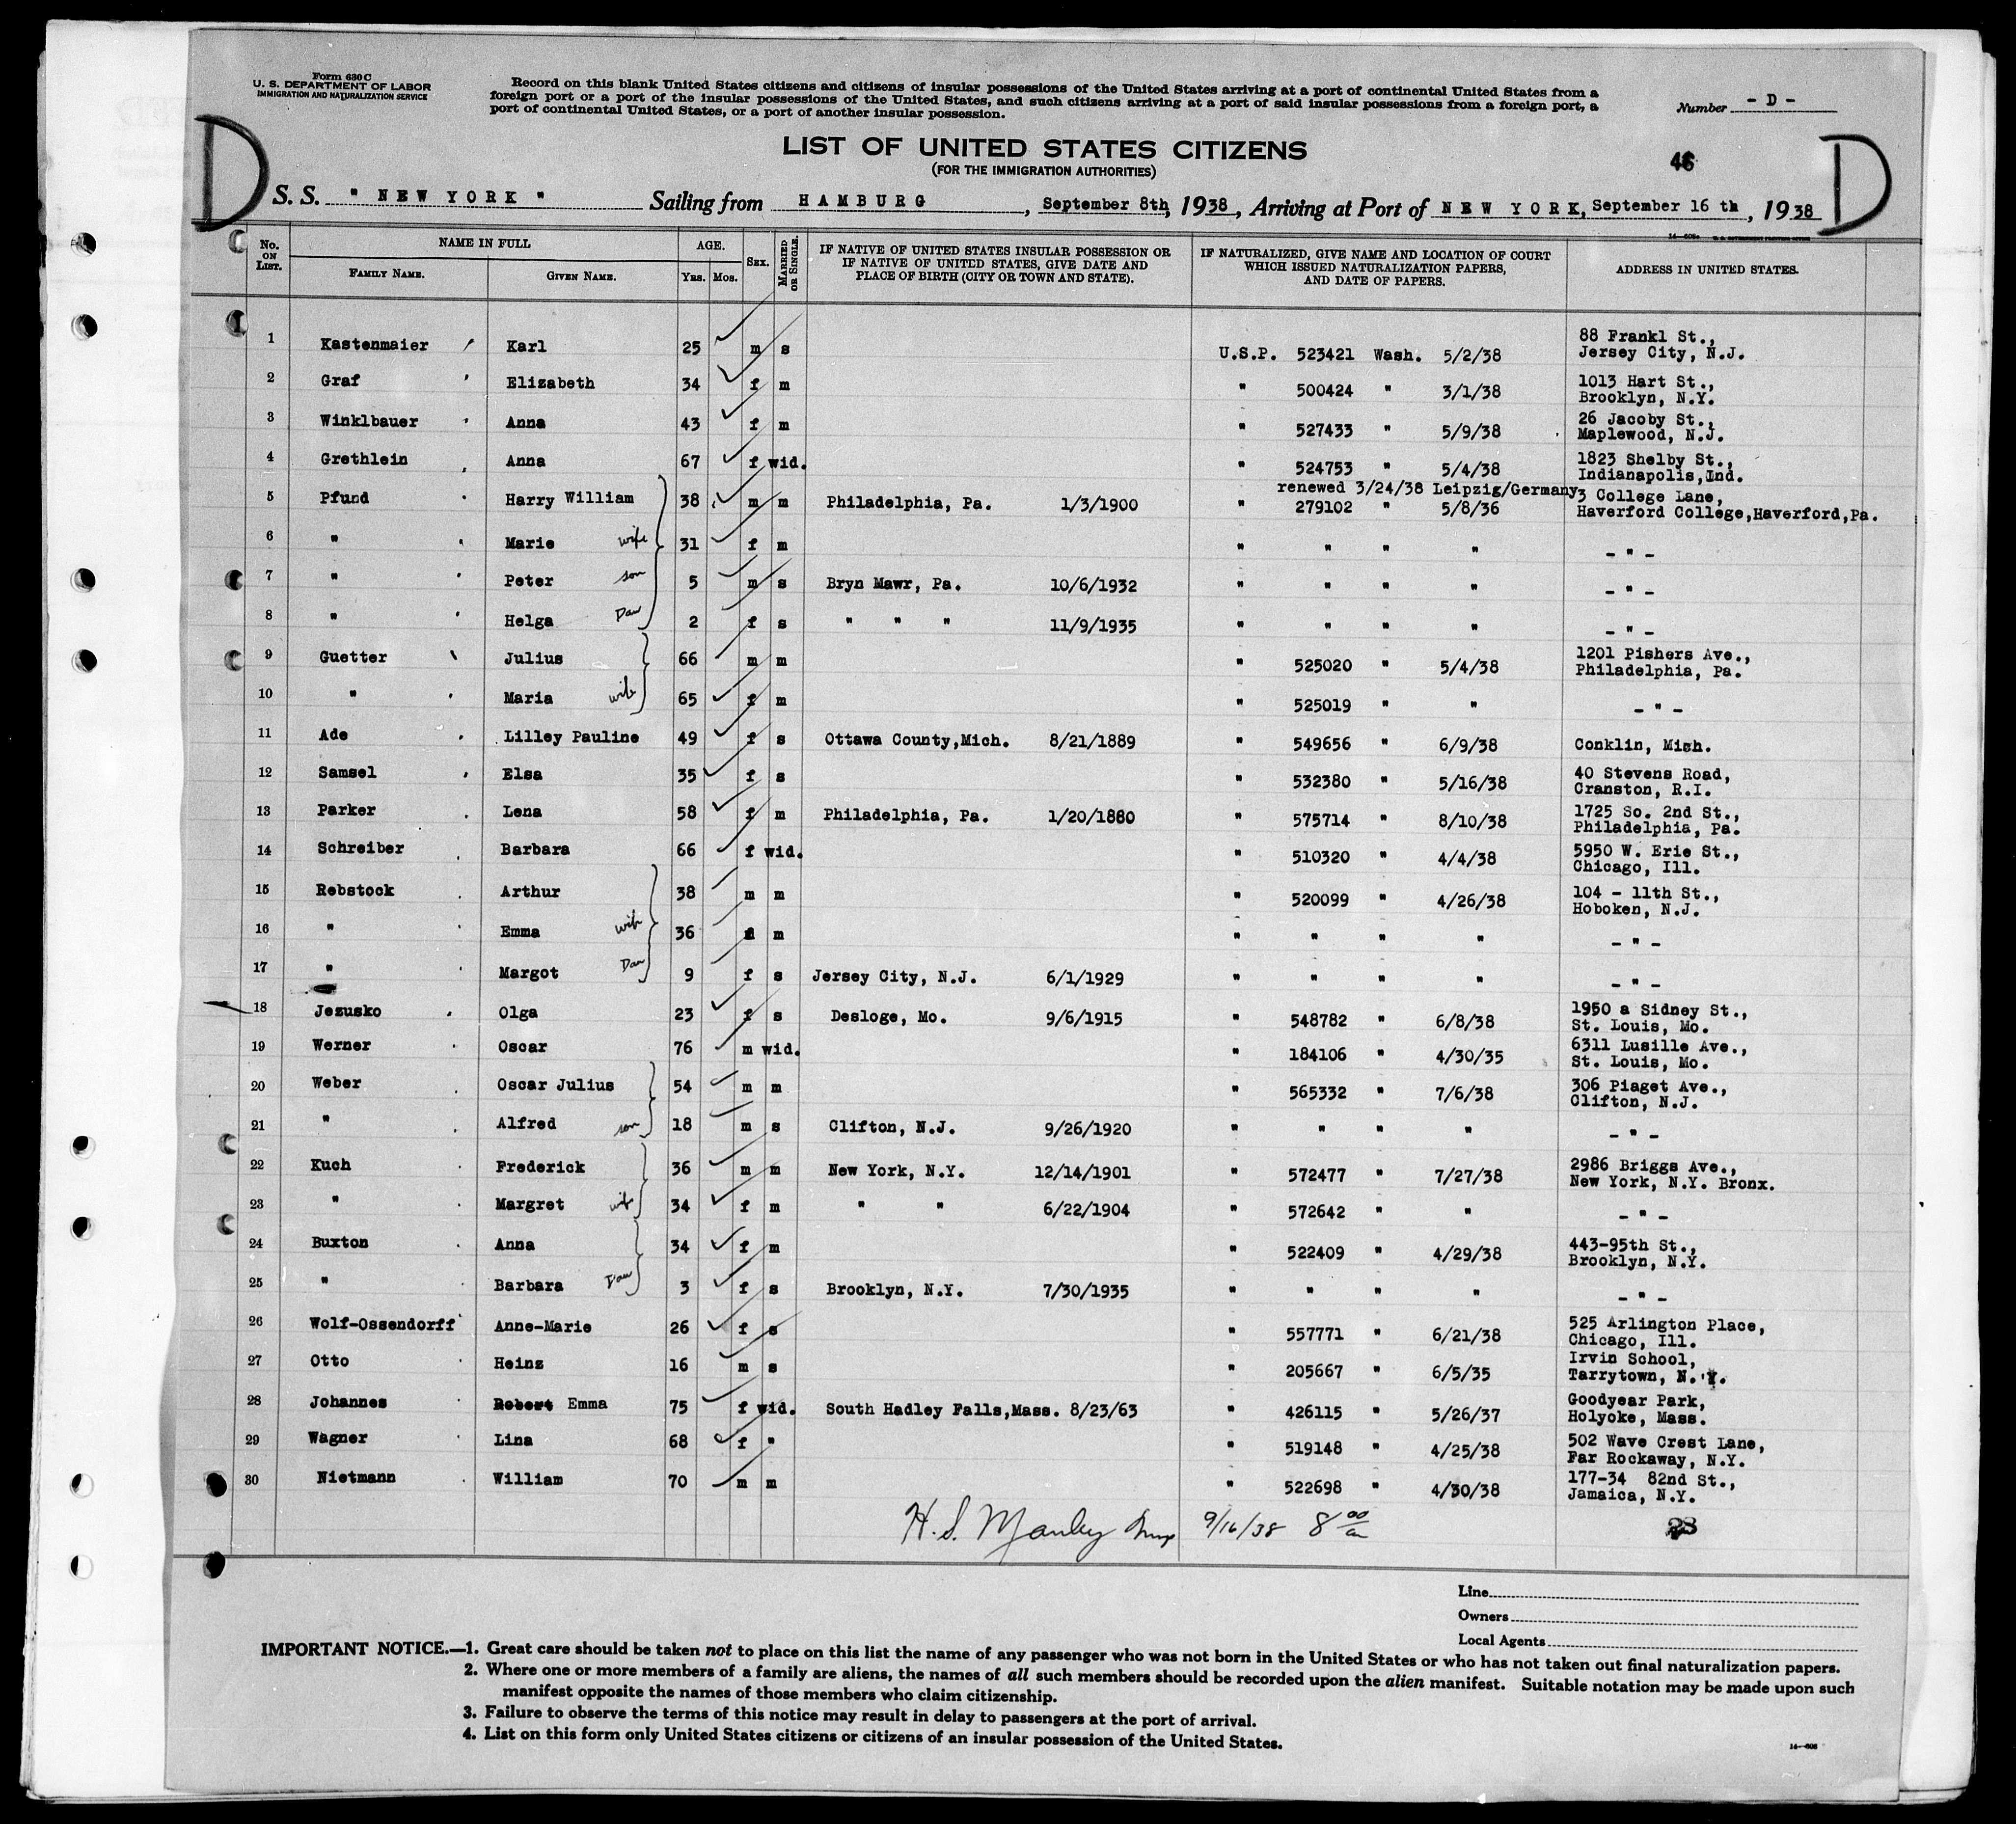 Form 630 C
U. S. DEPARTMENT OF LABOR
IMMIGRATION AND NATURALIZATION SERVICE
Record on this blank United States citizens and citizens of insular possessions of the United States arriving at a port of continental United States from a
foreign port or a port of the insular possessions of the United States, and such citizens arriving at a port of said insular possessions from a foreign port, a
port of continental United States, or a port of another insular possession.
Number - D -
D
LIST OF UNITED STATES CITIZENS
(FOR THE IMMIGRATION AUTHORITIES)
46
D
S. S. " NEW YORK " Sailing from HAMBURG, September 8th, 1938, Arriving at Port of NEW YORK, September 16 th, 1938
No. ON LIST. NAME IN FULL FAMILY NAME. GIVEN NAME. AGE. Yrs. Mos. SEX. MARRIED OR SINGLE. IF NATIVE OF UNITED STATES INSULAR POSSESSION OR IF NATIVE OF UNITED STATES, GIVE DATE AND PLACE OF BIRTH (CITY OR TOWN AND STATE). IF NATURALIZED, GIVE NAME AND LOCATION OF COURT WHICH ISSUED NATURALIZATION PAPERS, AND DATE OF PAPERS. ADDRESS IN UNITED STATES.
1 Kastenmaier Karl 25 m s U.S.P. 523421 Wash. 5/2/38 88 Frankl St., Jersey City, N.J.
2 Graf Elizabeth 34 f m " 500424 " 3/1/38 1013 Hart St., Brooklyn, N.Y.
3 Winklbauer Anna 43 f m " 527433 " 5/9/38 26 Jacoby St., Maplewood, N.J.
4 Grethlein Anna 67 f wid. " 524753 " 5/4/38 1823 Shelby St., Indianapolis, Ind.
renewed 3/24/38 Leipzig/Germany
5 Pfund Harry William 38 m m Philadelphia, Pa. 1/3/1900 " 279102 " 5/8/36 3 College Lane, Haverford College, Haverford, Pa.
6 " Marie wife 31 f m " " " " - " -
7 " Peter son 5 m s Bryn Mawr, Pa. 10/6/1932 " " " " - " -
8 " Helga Dau 2 f s " " " 11/9/1935 " " " " - " -
9 Guetter Julius 66 m m " 525020 " 5/4/38 1201 Pishers Ave., Philadelphia, Pa.
10 " Maria wife 65 f m " 525019 " " - " -
11 Ade Lilley Pauline 49 f s Ottawa County, Mich. 8/21/1889 " 549656 " 6/9/38 Conklin, Mich.
12 Samsel Elsa 35 f s " 532380 " 5/16/38 40 Stevens Road, Cranston, R.I.
13 Parker Lena 58 f m Philadelphia, Pa. 1/20/1880 " 575714 " 8/10/38 1725 So. 2nd St., Philadelphia, Pa.
14 Schreiber Barbara 66 f wid. " 510320 " 4/4/38 5950 W. Erie St., Chicago, Ill.
15 Rebstock Arthur 38 m m " 520099 " 4/26/38 104 - 11th St., Hoboken, N.J.
16 " Emma wife 36 f m " " " " - " -
17 " Margot Dau 9 f s Jersey City, N.J. 6/1/1929 " " " " - " -
18 Jezusko Olga 23 f s Desloge, Mo. 9/6/1915 " 548782 " 6/8/38 1950 a Sidney St., St. Louis, Mo.
19 Werner Oscar 76 m wid. " 184106 " 4/30/35 6311 Lusille Ave., St. Louis, Mo.
20 Weber Oscar Julius 54 m m " 565332 " 7/6/38 306 Piaget Ave., Clifton, N.J.
21 " Alfred son 18 m s Clifton, N.J. 9/26/1920 " " " " - " -
22 Kuch Frederick 36 m m New York, N.Y. 12/14/1901 " 572477 " 7/27/38 2986 Briggs Ave., New York, N.Y. Bronx.
23 " Margret wife 34 f m " " 6/22/1904 " 572642 " " - " -
24 Buxton Anna 34 f m " 522409 " 4/29/38 443-95th St., Brooklyn, N.Y.
25 " Barbara Dau 3 f s Brooklyn, N.Y. 7/30/1935 " " " " - " -
26 Wolf-Ossendorff Anne-Marie 26 f s " 557771 " 6/21/38 525 Arlington Place, Chicago, Ill.
27 Otto Heinz 16 m s " 205667 " 6/5/35 Irvin School, Tarrytown, N.Y.
28 Johannes Robert Emma 75 f wid. South Hadley Falls, Mass. 8/23/63 " 426115 " 5/26/37 Goodyear Park, Holyoke, Mass.
29 Wagner Lina 68 f " " 519148 " 4/25/38 502 Wave Crest Lane, Far Rockaway, N.Y.
30 Nietmann William 70 m m " 522698 " 4/30/38 177-34 82nd St., Jamaica, N.Y.
H. S. Manley 9/16/38 8 00 am
Line
Owners
Local Agents
IMPORTANT NOTICE.—1. Great care should be taken not to place on this list the name of any passenger who was not born in the United States or who has not taken out final naturalization papers.
2. Where one or more members of a family are aliens, the names of all such members should be recorded upon the alien manifest. Suitable notation may be made upon such
manifest opposite the names of those members who claim citizenship.
3. Failure to observe the terms of this notice may result in delay to passengers at the port of arrival.
4. List on this form only United States citizens or citizens of an insular possession of the United States.